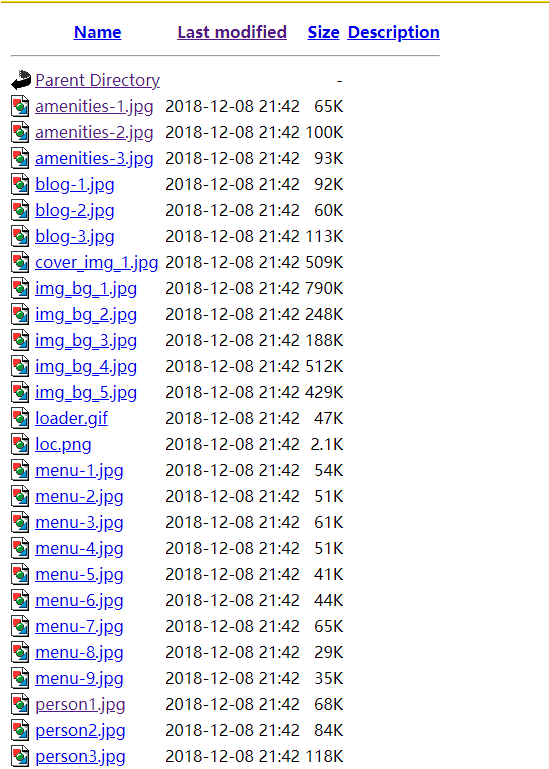 Name Last modified Size Description
Parent Directory -
amenities-1.jpg 2018-12-08 21:42 65K
amenities-2.jpg 2018-12-08 21:42 100K
amenities-3.jpg 2018-12-08 21:42 93K
blog-1.jpg 2018-12-08 21:42 92K
blog-2.jpg 2018-12-08 21:42 60K
blog-3.jpg 2018-12-08 21:42 113K
cover_img_1.jpg 2018-12-08 21:42 509K
img_bg_1.jpg 2018-12-08 21:42 790K
img_bg_2.jpg 2018-12-08 21:42 248K
img_bg_3.jpg 2018-12-08 21:42 188K
img_bg_4.jpg 2018-12-08 21:42 512K
img_bg_5.jpg 2018-12-08 21:42 429K
loader.gif 2018-12-08 21:42 47K
loc.png 2018-12-08 21:42 2.1K
menu-1.jpg 2018-12-08 21:42 54K
menu-2.jpg 2018-12-08 21:42 51K
menu-3.jpg 2018-12-08 21:42 61K
menu-4.jpg 2018-12-08 21:42 51K
menu-5.jpg 2018-12-08 21:42 41K
menu-6.jpg 2018-12-08 21:42 44K
menu-7.jpg 2018-12-08 21:42 65K
menu-8.jpg 2018-12-08 21:42 29K
menu-9.jpg 2018-12-08 21:42 35K
person1.jpg 2018-12-08 21:42 68K
person2.jpg 2018-12-08 21:42 84K
person3.jpg 2018-12-08 21:42 118K